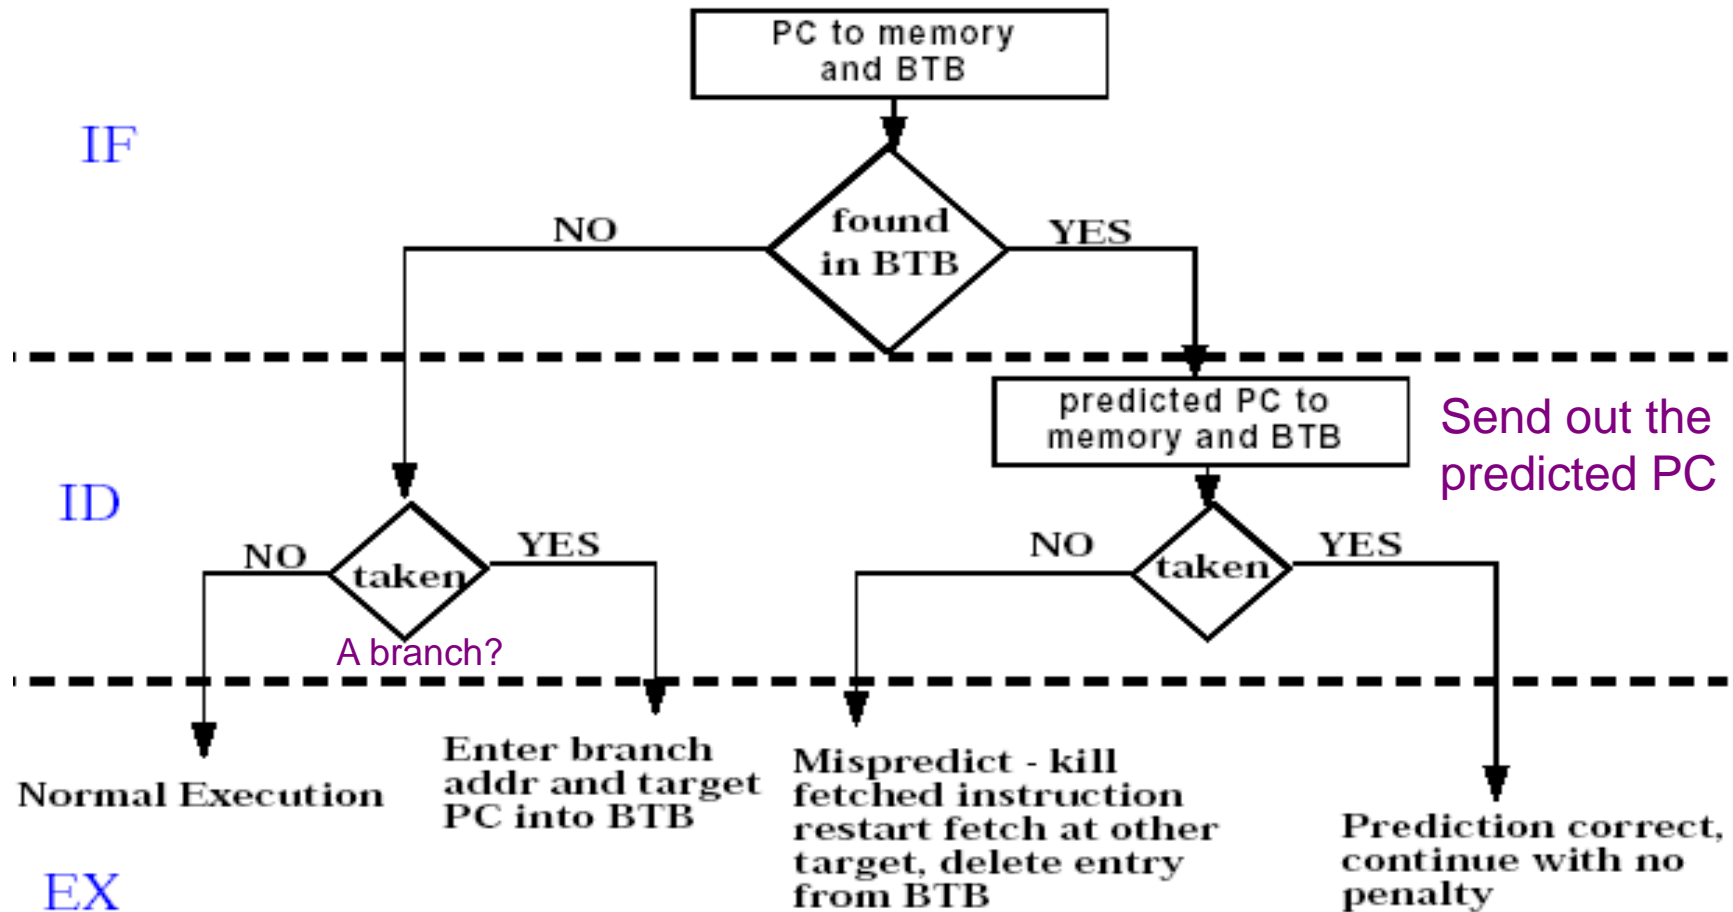 PC to memory
and BTB
IF
NO
found
in BTB
YES
predicted PC to
memory and BTB
Send out the
predicted PC
ID
NO
taken
YES
A branch?
NO
taken
YES
Normal Execution
Enter branch
addr and target
PC into BTB
Mispredict - kill
fetched instruction
restart fetch at other
target, delete entry
from BTB
Prediction correct,
continue with no
penalty
EX